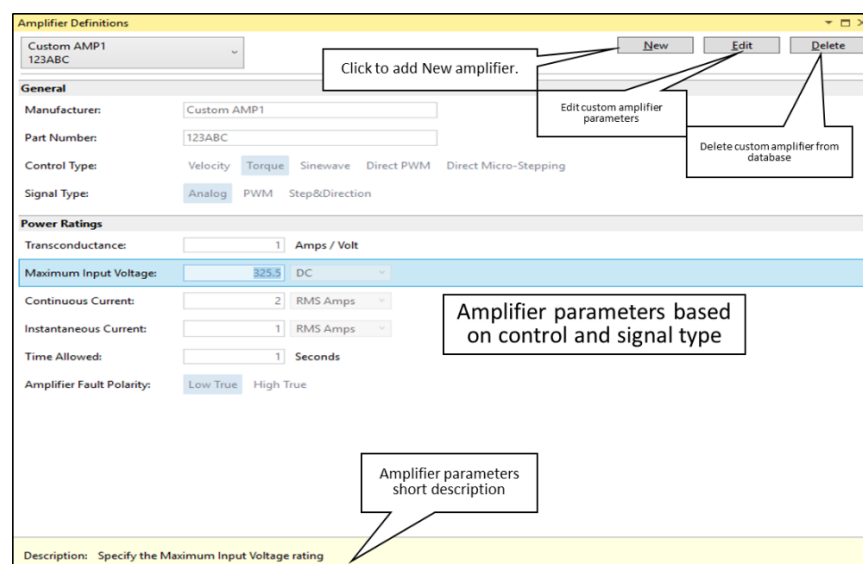 Amplifier Definitions
Custom AMP1
123ABC
New Edit Delete
Click to add New amplifier.
Edit custom amplifier
parameters
Delete custom amplifier from
database
General
Manufacturer: Custom AMP1
Part Number: 123ABC
Control Type: Velocity Torque Sinewave Direct PWM Direct Micro-Stepping
Signal Type: Analog PWM Step&Direction
Power Ratings
Transconductance: 1 Amps / Volt
Maximum Input Voltage: 325.5 DC
Continuous Current: 2 RMS Amps
Instantaneous Current: 1 RMS Amps
Time Allowed: 1 Seconds
Amplifier Fault Polarity: Low True High True
Amplifier parameters based
on control and signal type
Amplifier parameters
short description
Description: Specify the Maximum Input Voltage rating